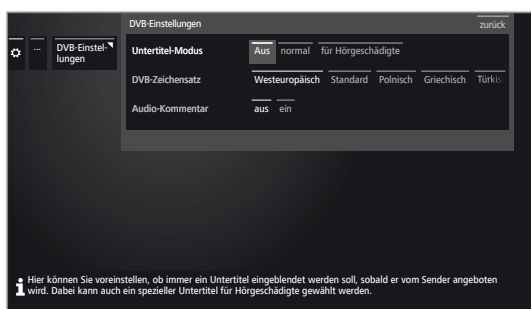 DVB-Einstellungen zurück
... DVB-Einstel-
lungen
Untertitel-Modus Aus normal für Hörgeschädigte
DVB-Zeichensatz Westeuropäisch Standard Polnisch Griechisch Türkis
Audio-Kommentar aus ein
Hier können Sie voreinstellen, ob immer ein Untertitel eingeblendet werden soll, sobald er vom Sender angeboten
wird. Dabei kann auch ein spezieller Untertitel für Hörgeschädigte gewählt werden.